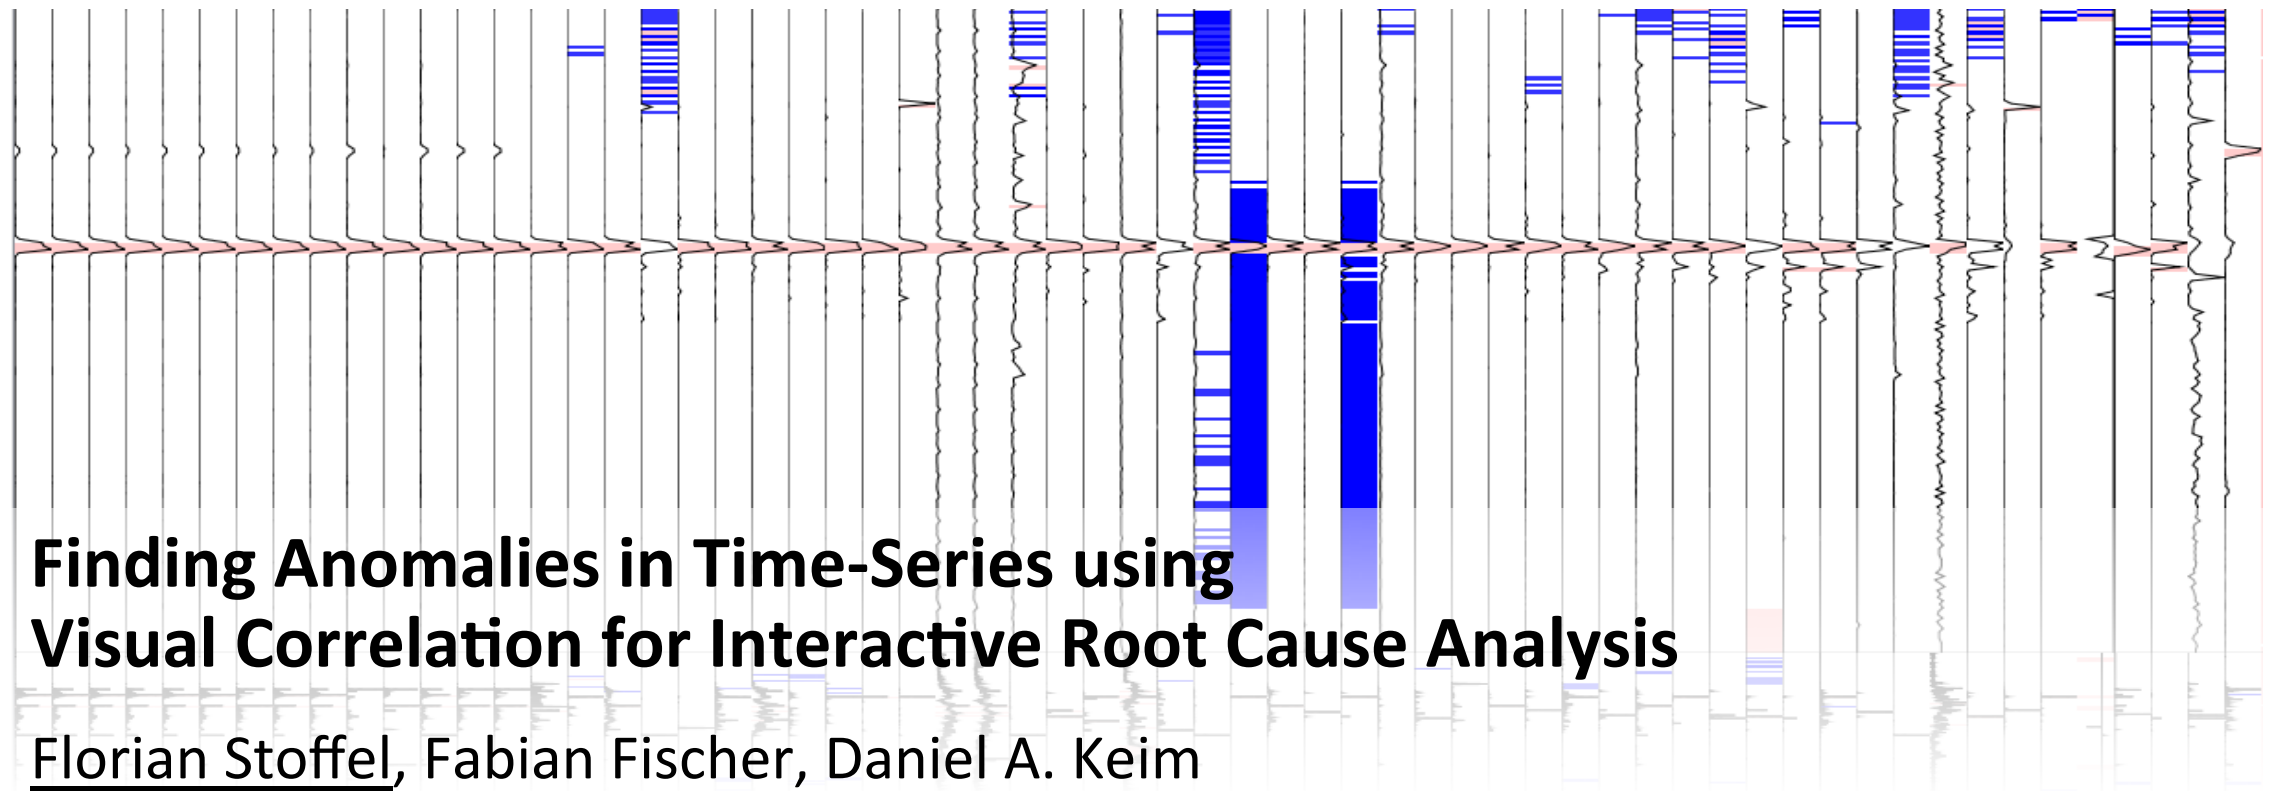 Finding Anomalies in Time-Series using
Visual Correlation for Interactive Root Cause Analysis
Florian Stoffel, Fabian Fischer, Daniel A. Keim